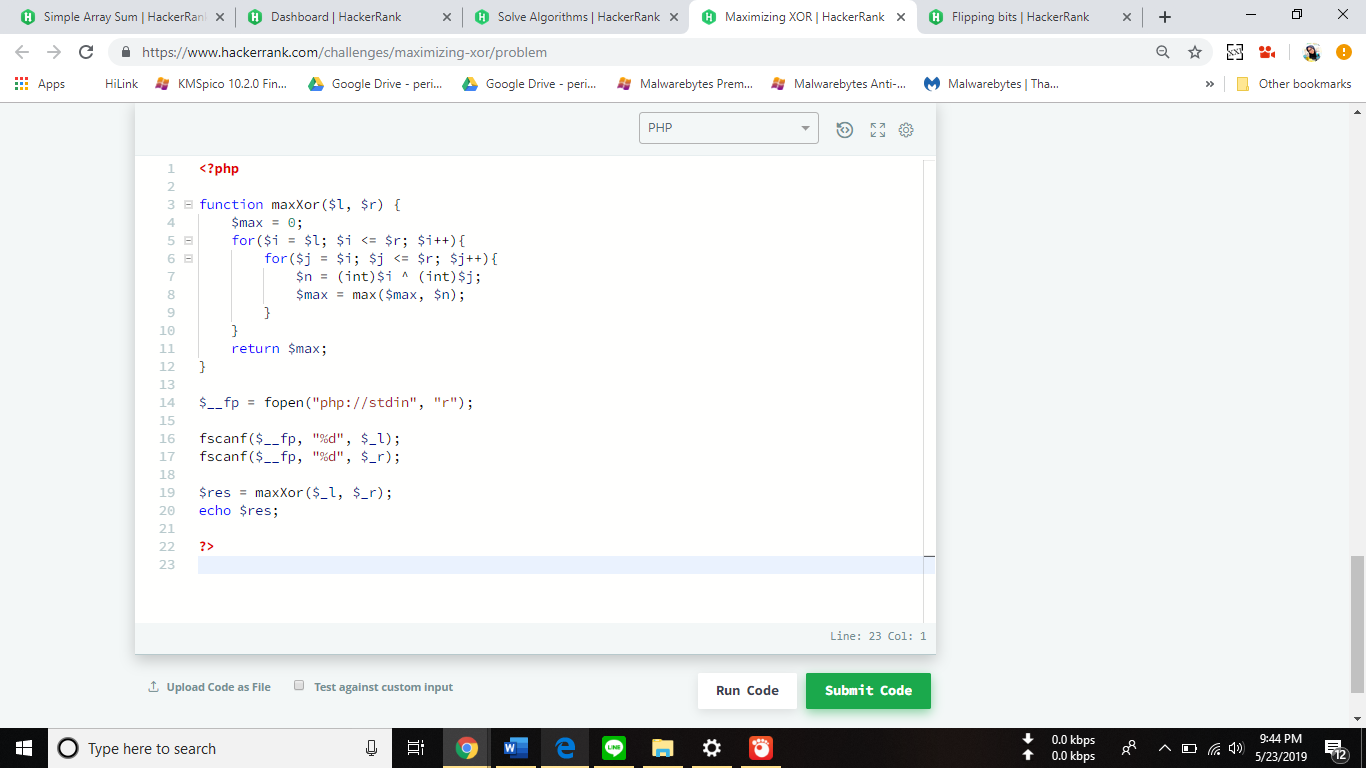 Simple Array Sum | HackerRan
Dashboard | HackerRank
Solve Algorithms | HackerRank
Maximizing XOR | HackerRank
Flipping bits | HackerRank
https://www.hackerrank.com/challenges/maximizing-xor/problem
Apps HiLink KMSpico 10.2.0 Fin... Google Drive - peri... Google Drive - peri... Malwarebytes Prem... Malwarebytes Anti-... Malwarebytes | Tha... » Other bookmarks
PHP
1 <?php
2
3 function maxXor($l, $r) {
4 $max = 0;
5 for($i = $l; $i <= $r; $i++){
6 for($j = $i; $j <= $r; $j++){
7 $n = (int)$i ^ (int)$j;
8 $max = max($max, $n);
9 }
10 }
11 return $max;
12 }
13
14 $__fp = fopen("php://stdin", "r");
15
16 fscanf($__fp, "%d", $_l);
17 fscanf($__fp, "%d", $_r);
18
19 $res = maxXor($_l, $_r);
20 echo $res;
21
22 ?>
23
Line: 23 Col: 1
Upload Code as File Test against custom input Run Code Submit Code
Type here to search
W
LINE
0.0 kbps
0.0 kbps
9:44 PM
5/23/2019
12